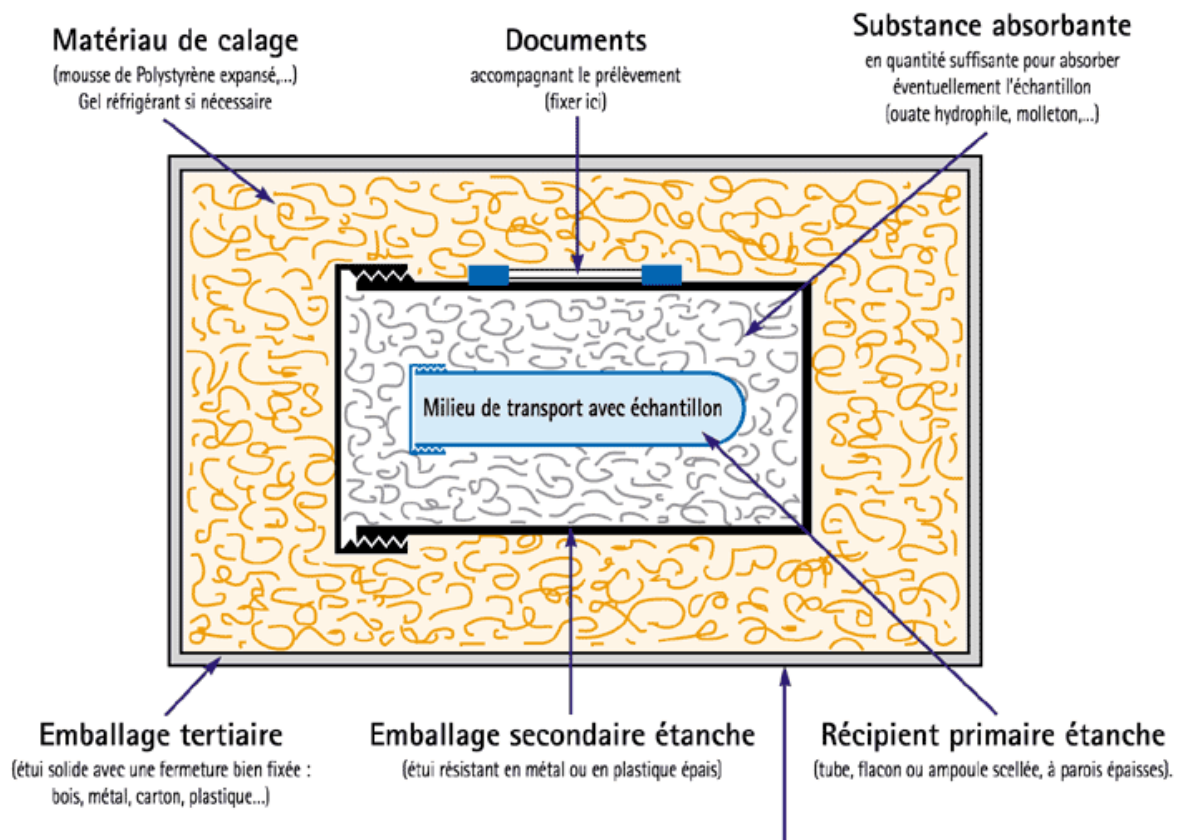 Matériau de calage
(mousse de Polystyrène expansé,...)
Gel réfrigérant si nécessaire
Documents
accompagnant le prélèvement
(fixer ici)
Substance absorbante
en quantité suffisante pour absorber
éventuellement l'échantillon
(ouate hydrophile, molleton,...)
Milieu de transport avec échantillon
Emballage tertiaire
(étui solide avec une fermeture bien fixée :
bois, métal, carton, plastique...)
Emballage secondaire étanche
(étui résistant en métal ou en plastique épais)
Récipient primaire étanche
(tube, flacon ou ampoule scellée, à parois épaisses).